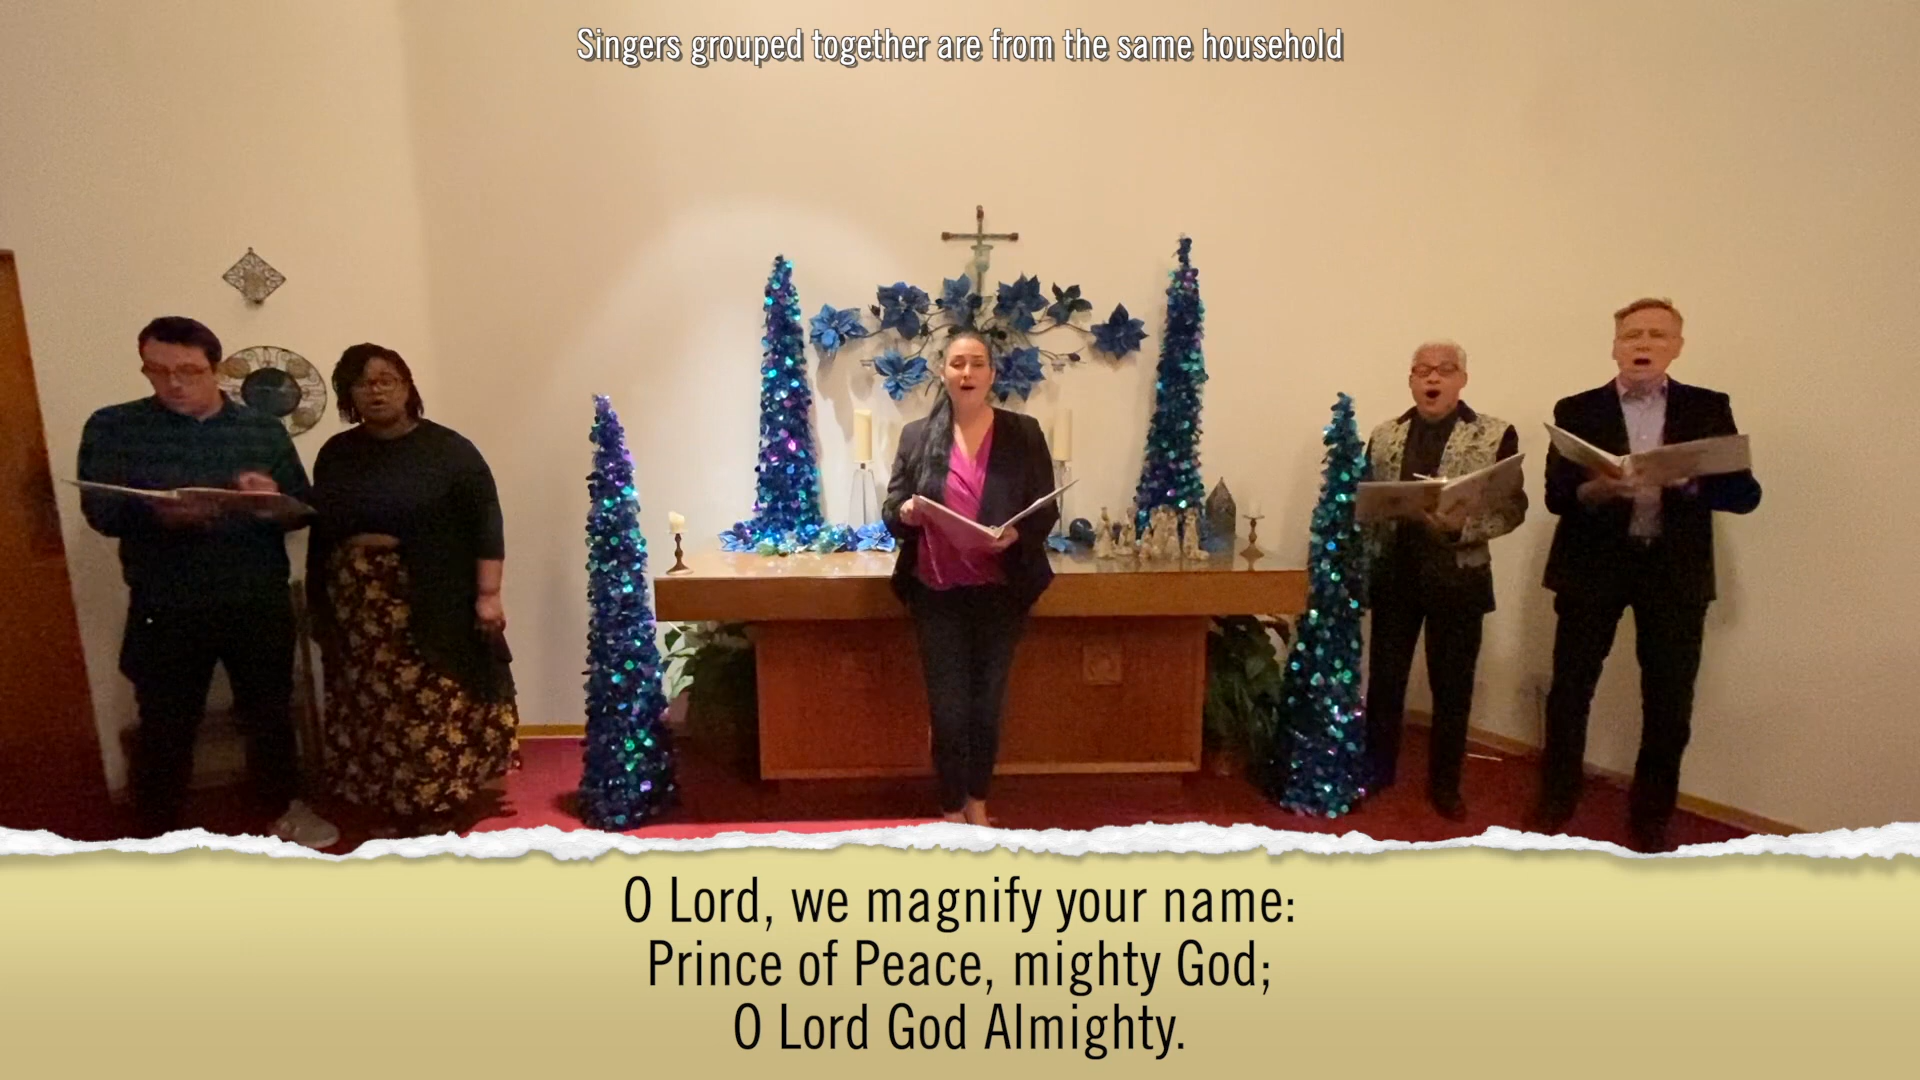 Singers grouped together are from the same household
O Lord, we magnify your name:
Prince of Peace, mighty God;
O Lord God Almighty.